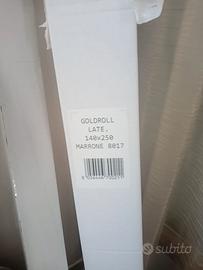 GOLDROLL
LATE.
140x250
MARRONE 8017
subito